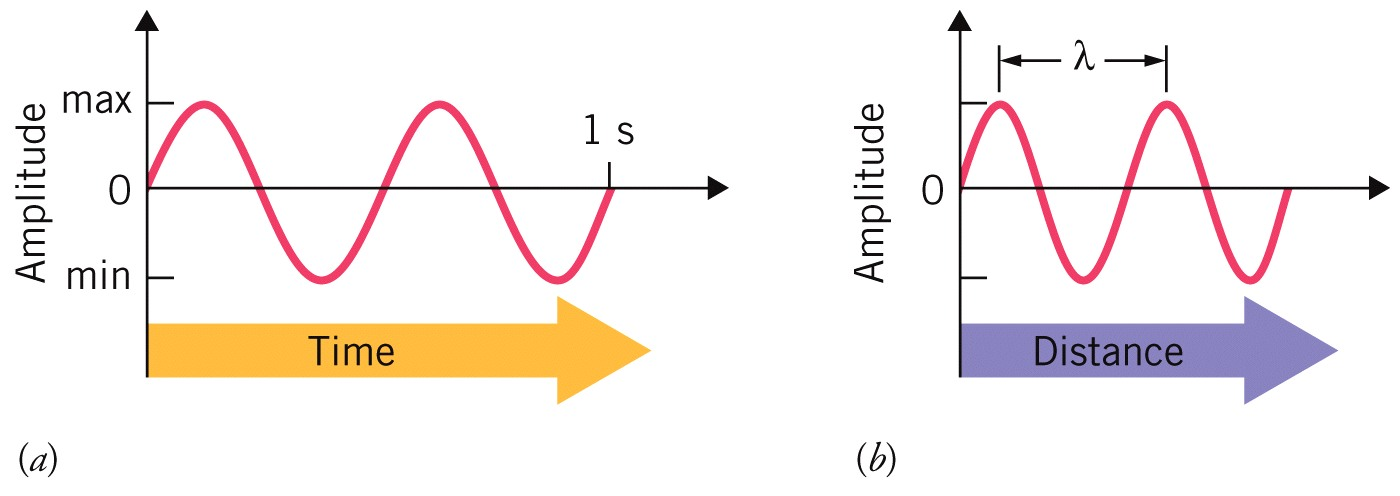 Amplitude
max
0
min
1 s
Time
(a)
Amplitude
0
λ
Distance
(b)